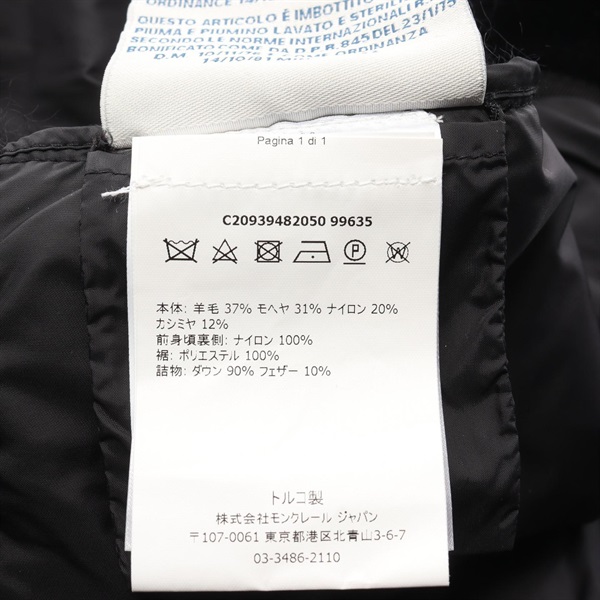 ORDINANCE 14/
QUESTO ARTICOLO È IMBOTTITO
PIUMA E PIUMINO LAVATO E STERIL
SECONDO LE NORME INTERNAZIONALI
BONIFICATO COME DA D.P.R. 845 DEL 23/1/75
14/10/81 ORDINANZA
Pagina 1 di 1
C20939482050 99635
本体: 羊毛 37% モヘヤ 31% ナイロン 20%
カシミヤ 12%
前身頃裏側: ナイロン 100%
裾: ポリエステル 100%
詰物: ダウン 90% フェザー 10%
トルコ製
株式会社モンクレール ジャパン
〒107-0061 東京都港区北青山3-6-7
03-3486-2110